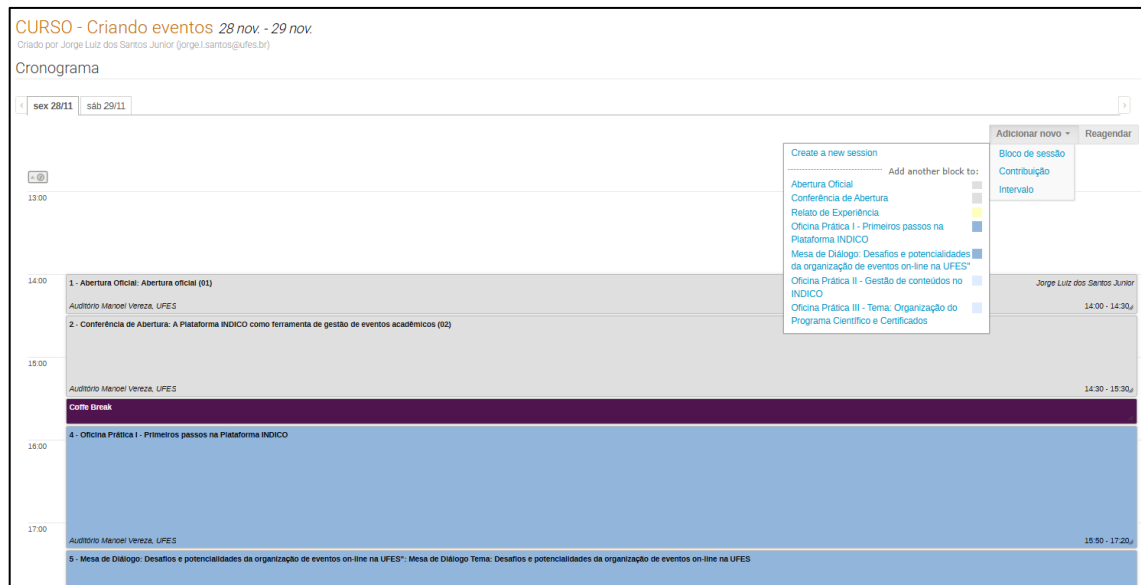 CURSO - Criando eventos 28 nov. - 29 nov.
Criado por Jorge Luiz dos Santos Junior (jorge.l.santos@ufes.br)
Cronograma
sex 28/11 sáb 29/11
Adicionar novo Reagendar
Bloco de sessão
Contribuição
Intervalo
Create a new session
Add another block to:
Abertura Oficial
Conferência de Abertura
Relato de Experiência
Oficina Prática I - Primeiros passos na
Plataforma INDICO
Mesa de Diálogo: Desafios e potencialidades
da organização de eventos on-line na UFES"
Oficina Prática II - Gestão de conteúdos no
INDICO
Oficina Prática III - Tema: Organização do
Programa Científico e Certificados
13:00
14:00
1 - Abertura Oficial: Abertura oficial (01) Jorge Luiz dos Santos Junior
Auditório Manoel Vereza, UFES 14:00 - 14:30
2 - Conferência de Abertura: A Plataforma INDICO como ferramenta de gestão de eventos acadêmicos (02)
15:00
Auditório Manoel Vereza, UFES 14:30 - 15:30
Coffe Break
4 - Oficina Prática I - Primeiros passos na Plataforma INDICO
16:00
17:00
Auditório Manoel Vereza, UFES 15:50 - 17:20
5 - Mesa de Diálogo: Desafios e potencialidades da organização de eventos on-line na UFES": Mesa de Diálogo Tema: Desafios e potencialidades da organização de eventos on-line na UFES